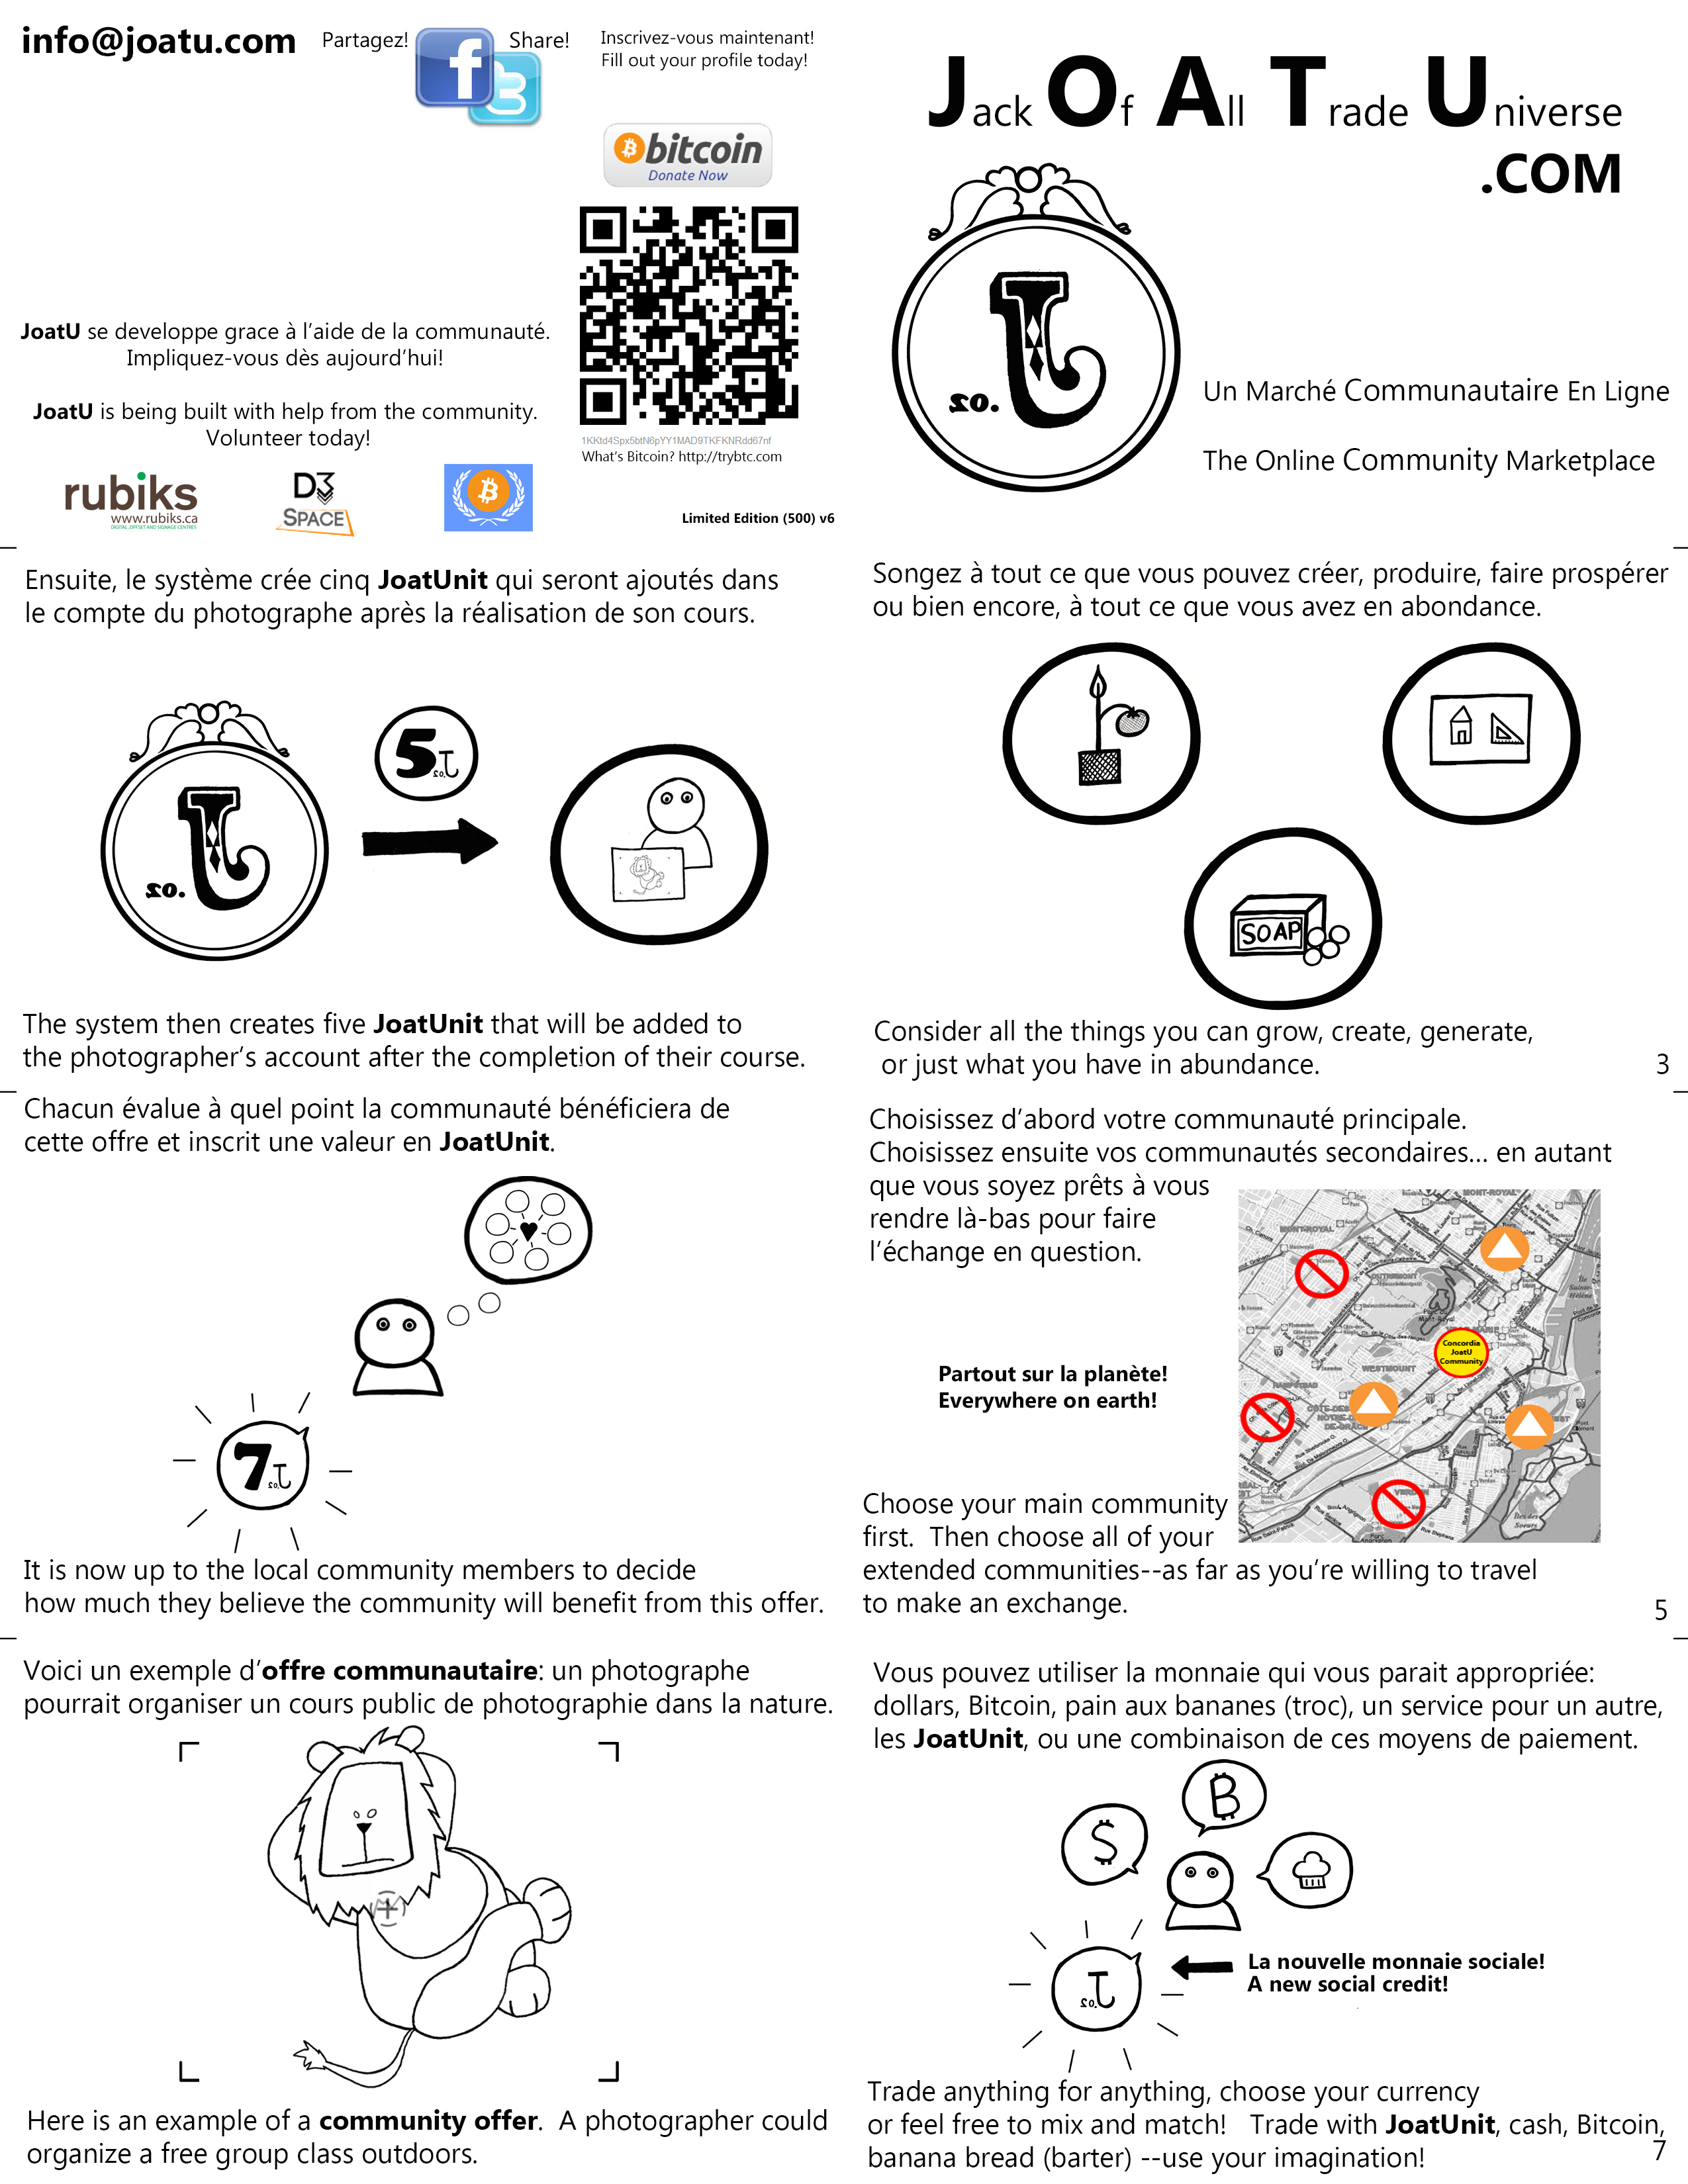 info@joatu.com
Partagez!
Share!
Inscrivez-vous maintenant!
Fill out your profile today!
bitcoin
Donate Now
JoatU se developpe grace à l'aide de la communauté.
Impliquez-vous dès aujourd'hui!
JoatU is being built with help from the community.
Volunteer today!
1KKtd4Spx5btN6pYY1MAD9TKFKNRdd67nf
What's Bitcoin? http://trybtc.com
rubiks
www.rubiks.ca
DIGITAL, OFFSET AND SIGNAGE CENTRES
D3
SPACE
Limited Edition (500) v6
Jack Of All Trade Universe
.COM
J
Un Marché Communautaire En Ligne
The Online Community Marketplace
Ensuite, le système crée cinq JoatUnit qui seront ajoutés dans
le compte du photographe après la réalisation de son cours.
5
J
The system then creates five JoatUnit that will be added to
the photographer's account after the completion of their course.
Songez à tout ce que vous pouvez créer, produire, faire prospérer
ou bien encore, à tout ce que vous avez en abondance.
SOAP
Consider all the things you can grow, create, generate,
or just what you have in abundance.
3
Chacun évalue à quel point la communauté bénéficiera de
cette offre et inscrit une valeur en JoatUnit.
7
It is now up to the local community members to decide
how much they believe the community will benefit from this offer.
Choisissez d'abord votre communauté principale.
Choisissez ensuite vos communautés secondaires... en autant
que vous soyez prêts à vous
rendre là-bas pour faire
l'échange en question.
MONT-ROYAL
OUTREMONT
WESTMOUNT
Concordia
JoatU
Community
Partout sur la planète!
Everywhere on earth!
Choose your main community
first. Then choose all of your
extended communities--as far as you're willing to travel
to make an exchange.
5
Voici un exemple d'offre communautaire: un photographe
pourrait organiser un cours public de photographie dans la nature.
Here is an example of a community offer. A photographer could
organize a free group class outdoors.
Vous pouvez utiliser la monnaie qui vous parait appropriée:
dollars, Bitcoin, pain aux bananes (troc), un service pour un autre,
les JoatUnit, ou une combinaison de ces moyens de paiement.
$
La nouvelle monnaie sociale!
A new social credit!
Trade anything for anything, choose your currency
or feel free to mix and match! Trade with JoatUnit, cash, Bitcoin,
banana bread (barter) --use your imagination!
7